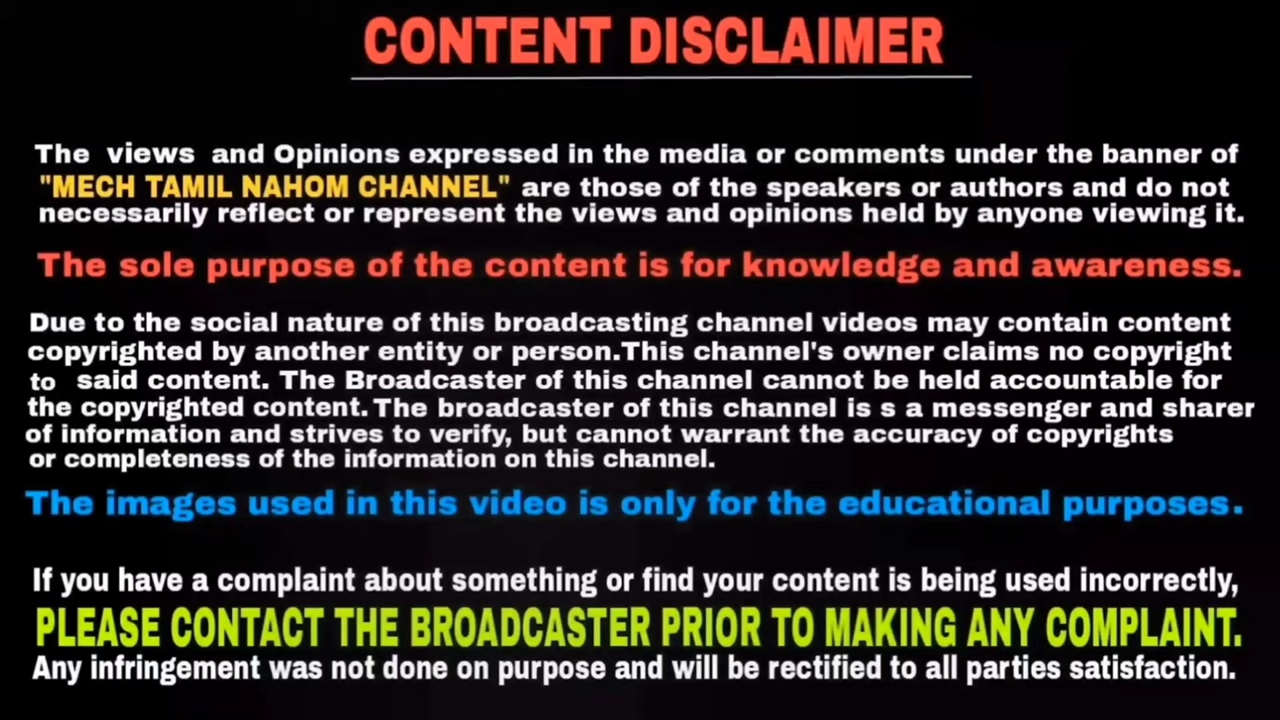 CONTENT DISCLAIMER
The views and Opinions expressed in the media or comments under the banner of
"MECH TAMIL NAHOM CHANNEL" are those of the speakers or authors and do not
necessarily reflect or represent the views and opinions held by anyone viewing it.
The sole purpose of the content is for knowledge and awareness.
Due to the social nature of this broadcasting channel videos may contain content
copyrighted by another entity or person.This channel's owner claims no copyright
to said content. The Broadcaster of this channel cannot be held accountable for
the copyrighted content. The broadcaster of this channel is s a messenger and sharer
of information and strives to verify, but cannot warrant the accuracy of copyrights
or completeness of the information on this channel.
The images used in this video is only for the educational purposes.
If you have a complaint about something or find your content is being used incorrectly,
PLEASE CONTACT THE BROADCASTER PRIOR TO MAKING ANY COMPLAINT.
Any infringement was not done on purpose and will be rectified to all parties satisfaction.